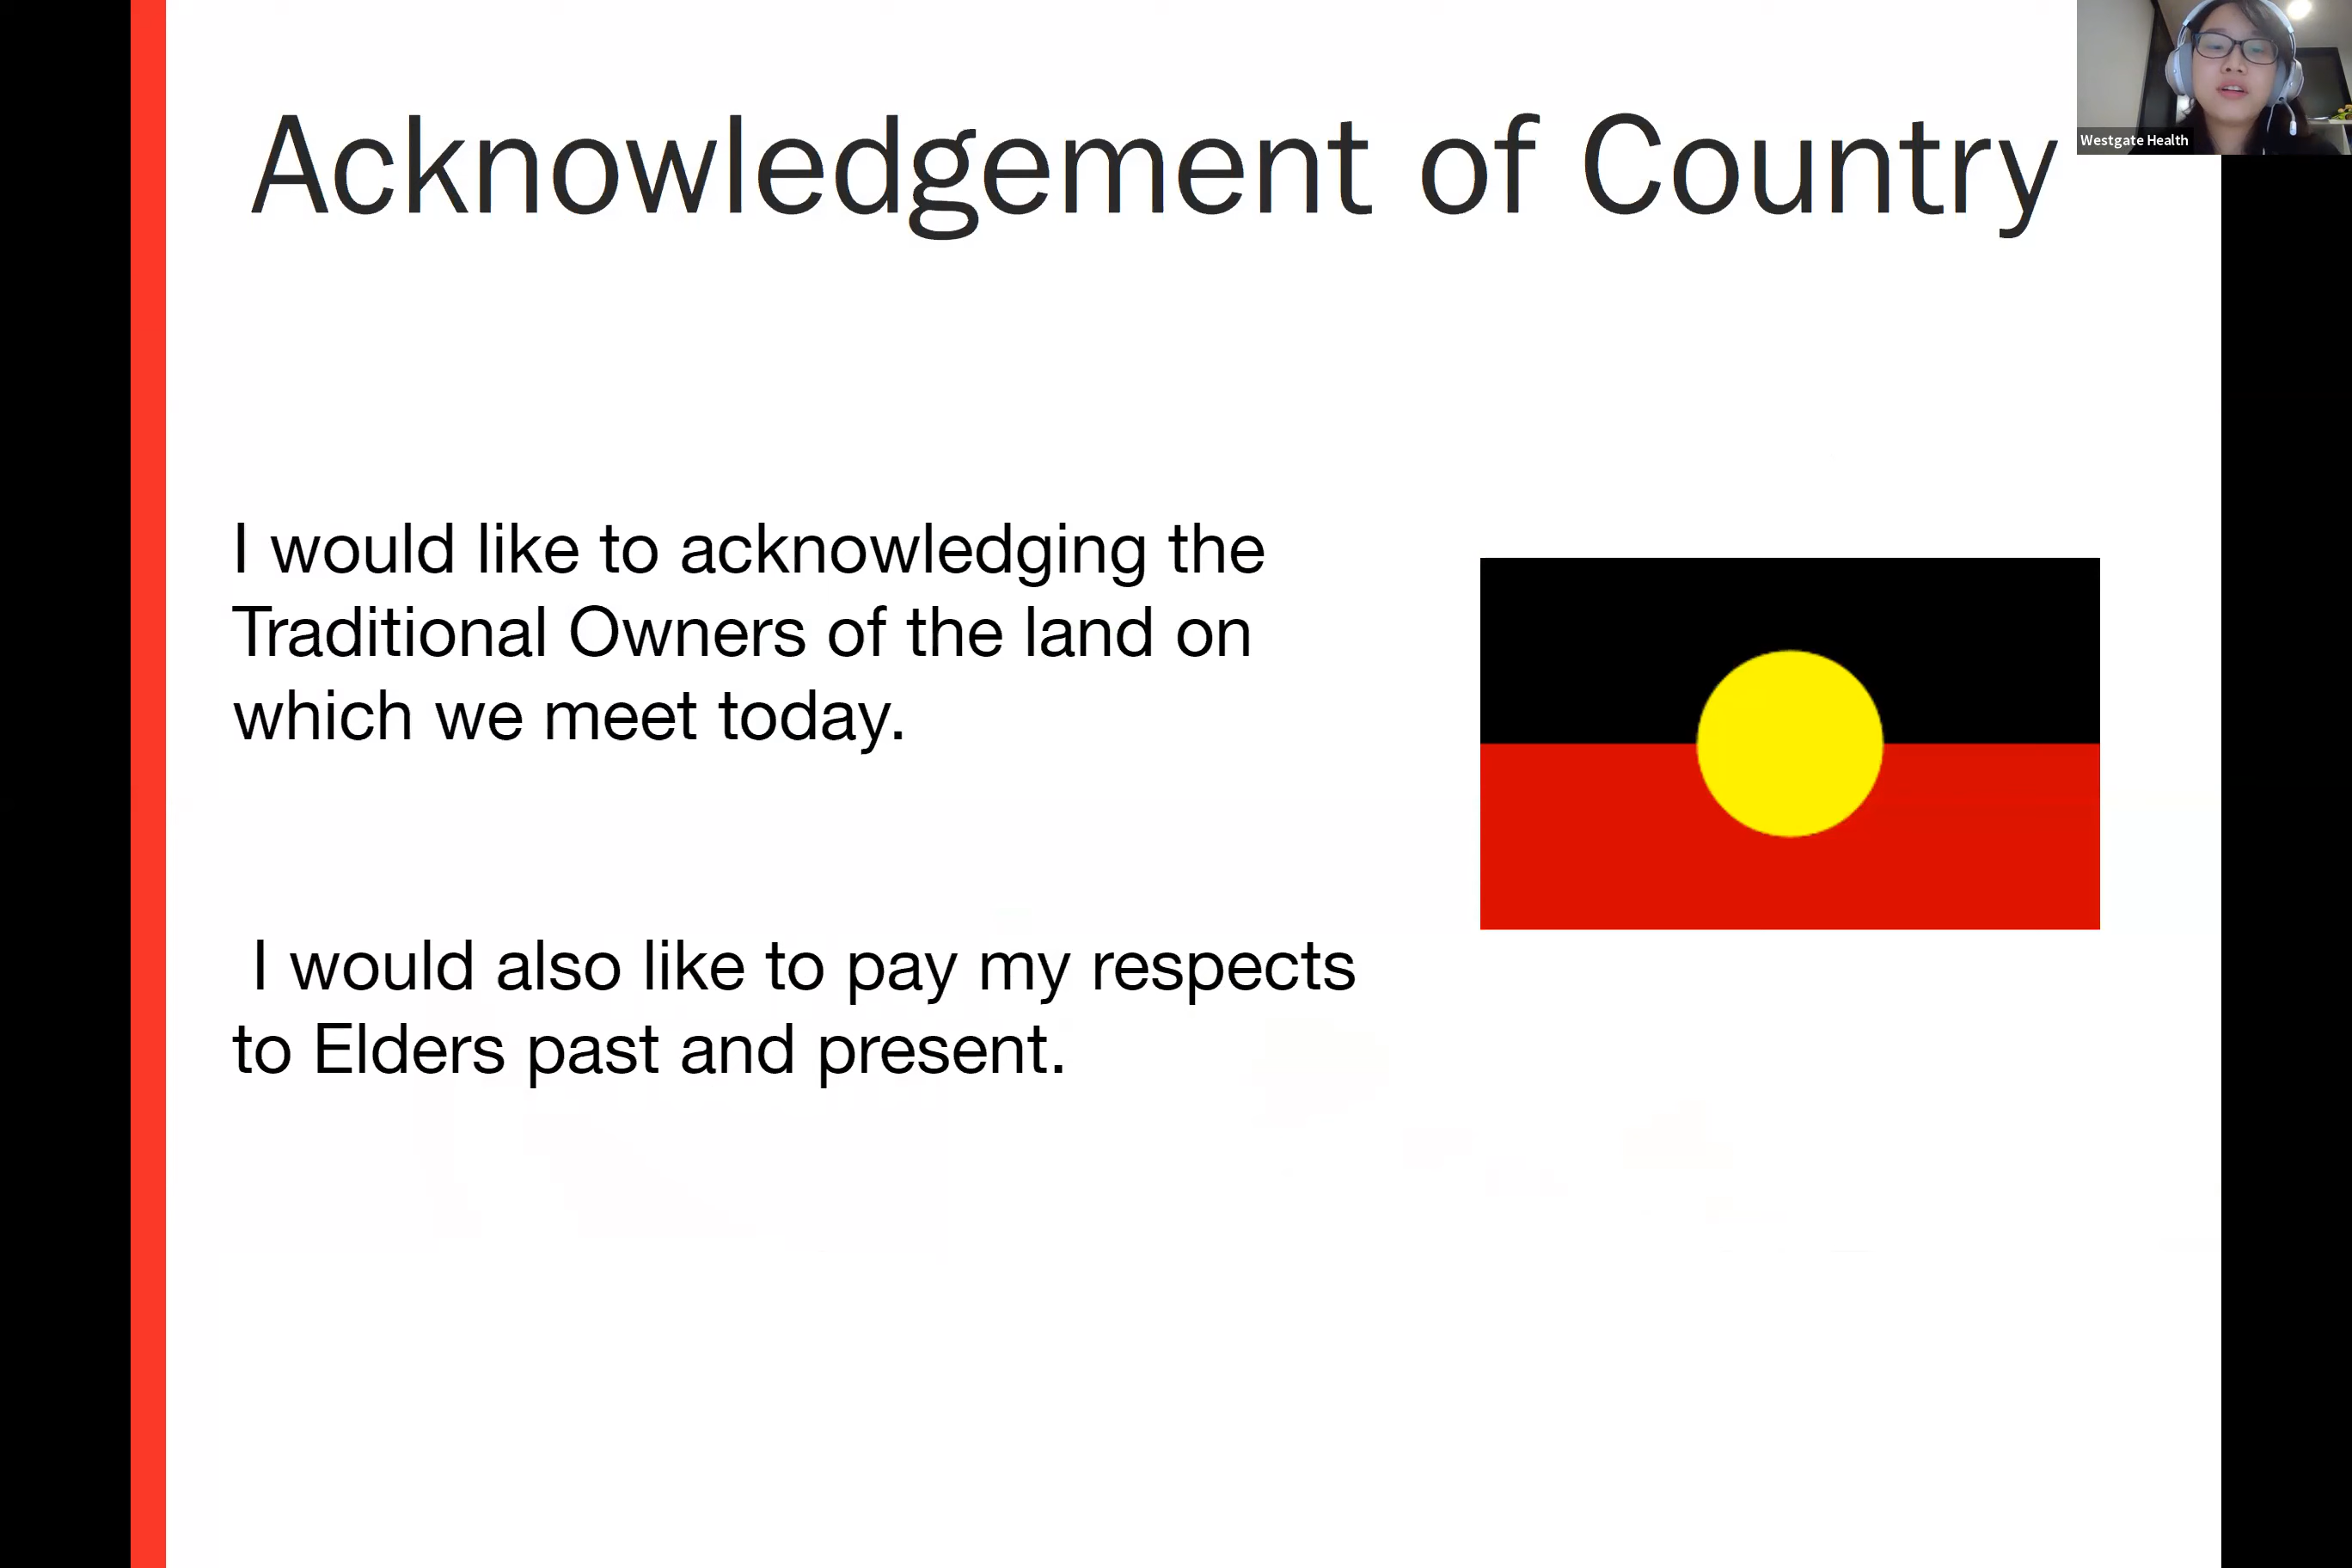 Acknowledgement of Country
Westgate Health
I would like to acknowledging the
Traditional Owners of the land on
which we meet today.
I would also like to pay my respects
to Elders past and present.